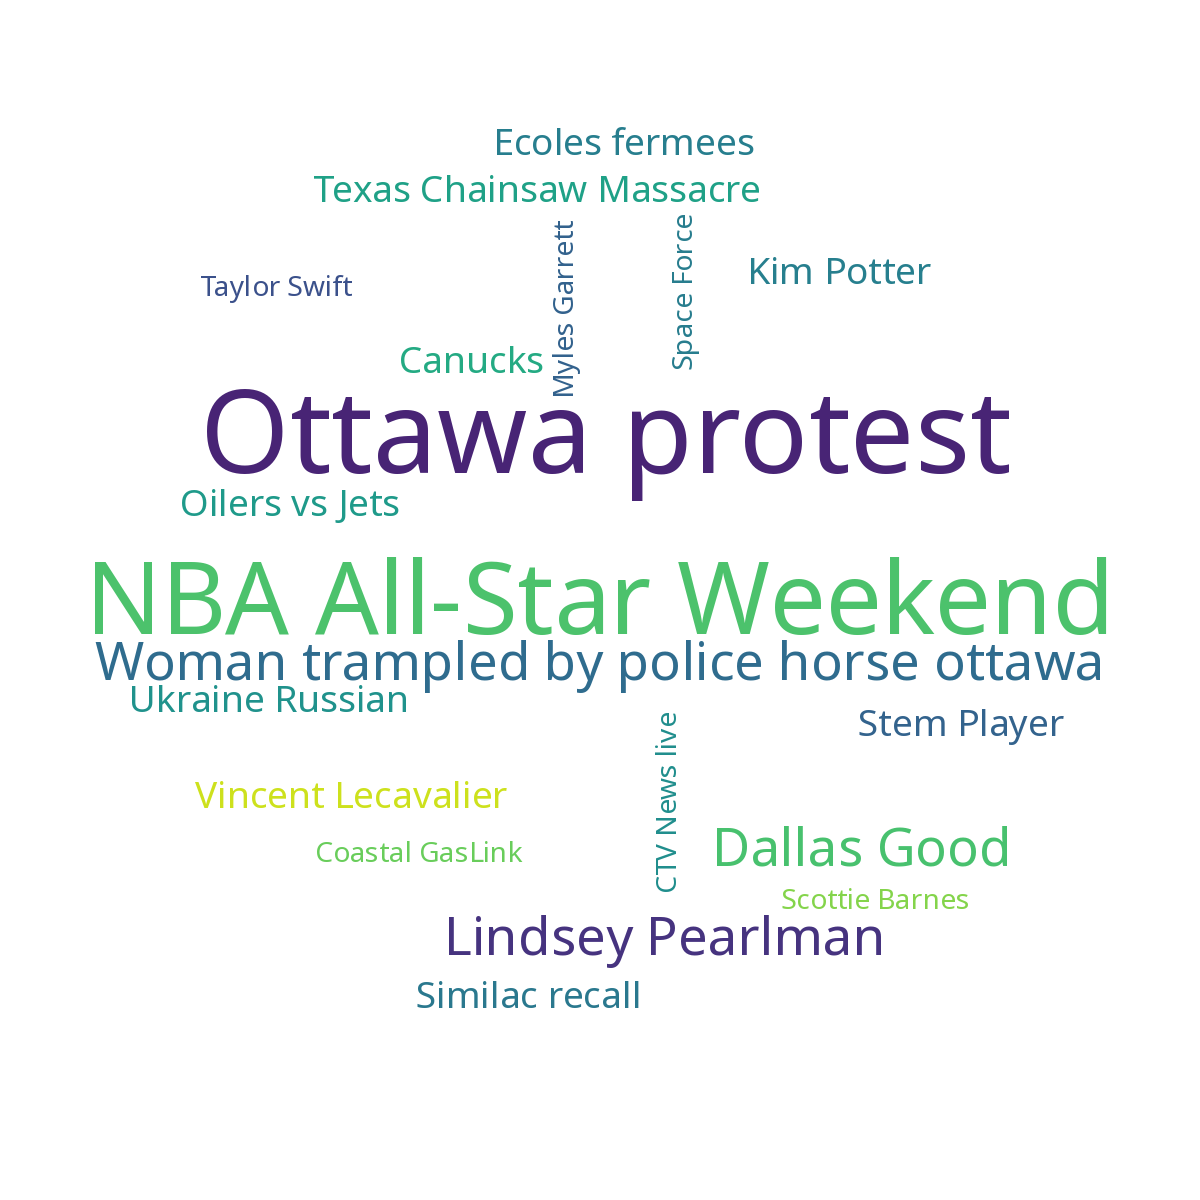 Ecoles fermees
Texas Chainsaw Massacre
Myles Garrett
Space Force
Kim Potter
Taylor Swift
Canucks
Ottawa protest
Oilers vs Jets
NBA All-Star Weekend
Woman trampled by police horse ottawa
Ukraine Russian
Stem Player
CTV News live
Vincent Lecavalier
Coastal GasLink
Dallas Good
Scottie Barnes
Lindsey Pearlman
Similac recall